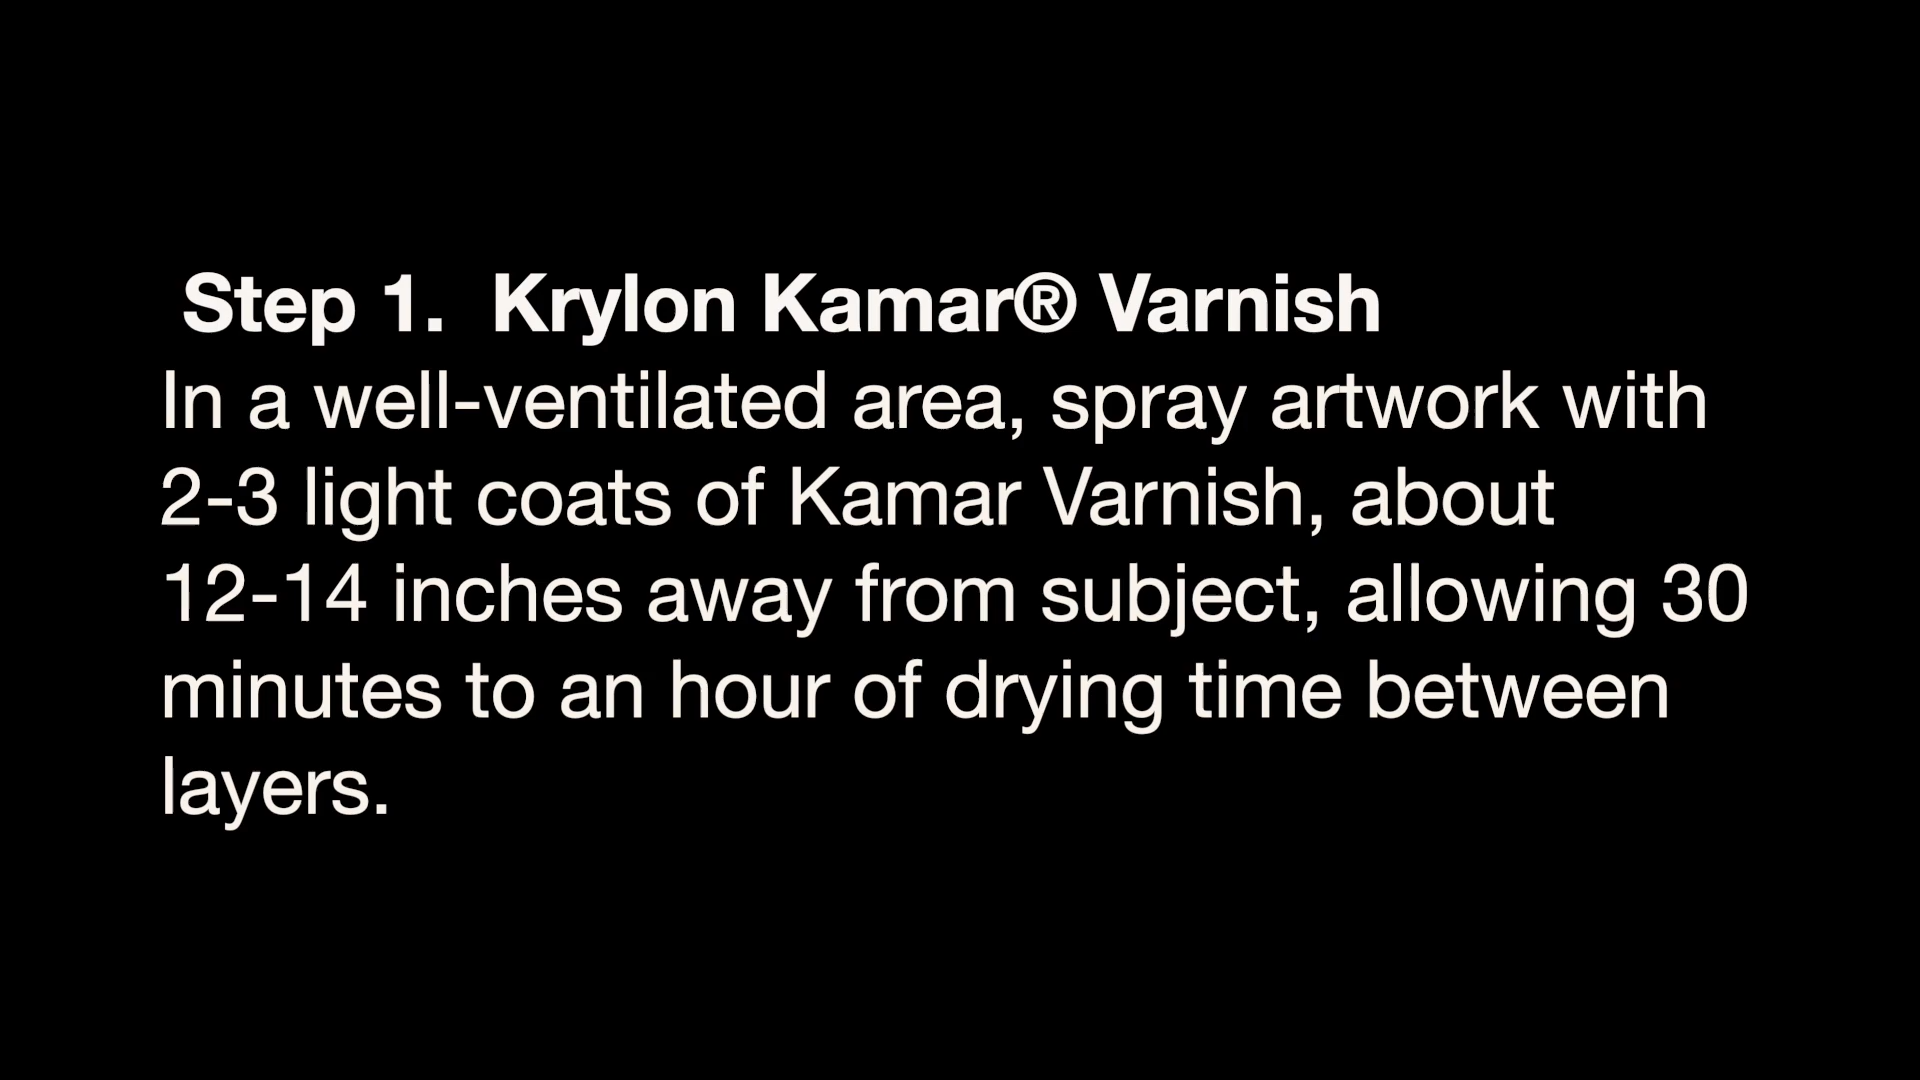 Step 1.  Krylon Kamar® Varnish
In a well-ventilated area, spray artwork with
2-3 light coats of Kamar Varnish, about
12-14 inches away from subject, allowing 30
minutes to an hour of drying time between
layers.